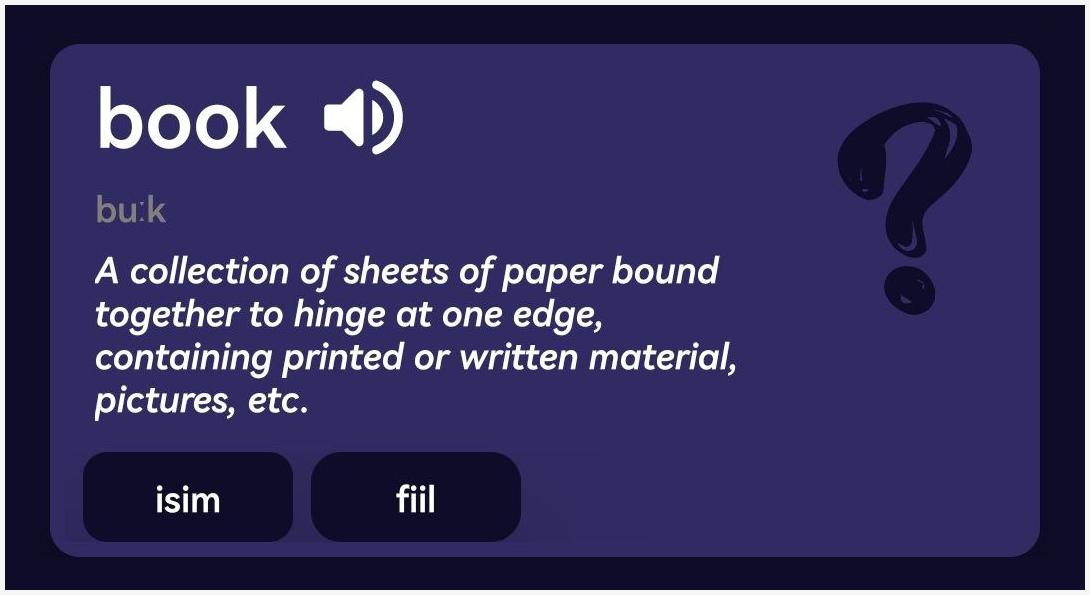 book
buːk
A collection of sheets of paper bound
together to hinge at one edge,
containing printed or written material,
pictures, etc.
isim
fiil